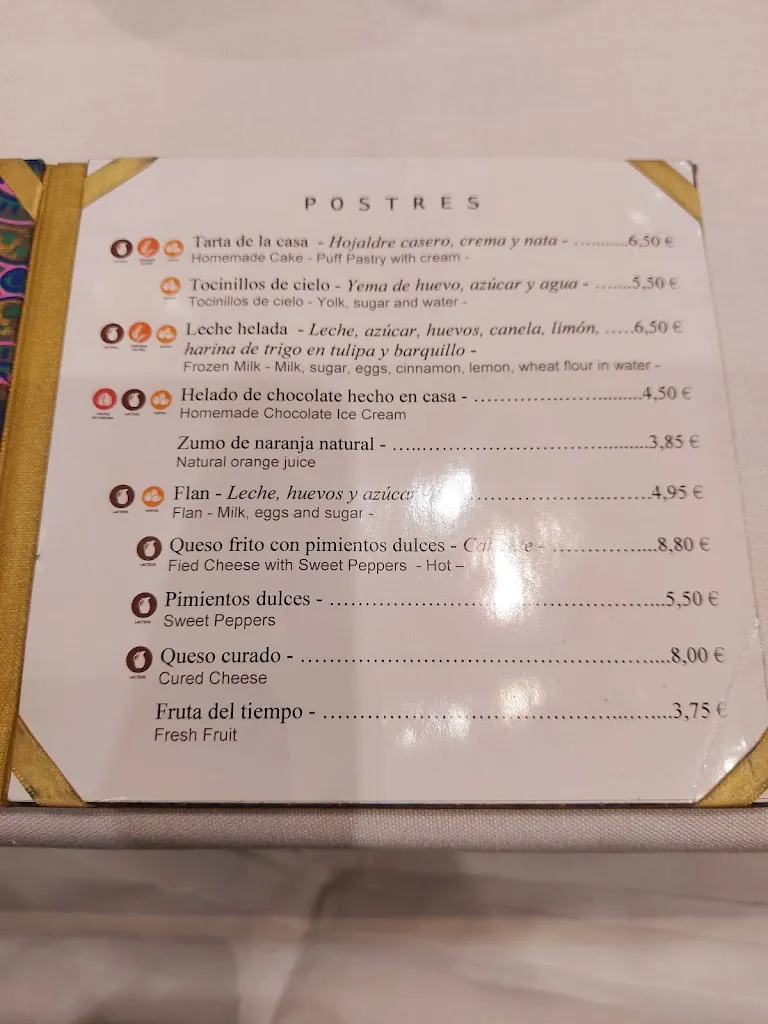 POSTRES
Tarta de la casa - Hojaldre casero, crema y nata - ...........6,50 €
Homemade Cake - Puff Pastry with cream -
Tocinillos de cielo - Yema de huevo, azúcar y agua - .......5,50 €
Tocinillos de cielo - Yolk, sugar and water -
Leche helada - Leche, azúcar, huevos, canela, limón, .....6,50 €
harina de trigo en tulipa y barquillo -
Frozen Milk - Milk, sugar, eggs, cinnamon, lemon, wheat flour in water -
Helado de chocolate hecho en casa - ................................4,50 €
Homemade Chocolate Ice Cream
Zumo de naranja natural - ................................................3,85 €
Natural orange juice
Flan - Leche, huevos y ...................................4,95 €
Flan - Milk, eggs and sugar -
Queso frito con pimientos dulces - ....................8,80 €
Fied Cheese with Sweet Peppers - Hot –
LACTEOS
Pimientos dulces - ................................................................5,50 €
Sweet Peppers
LACTEOS
Queso curado - ....................................................................8,00 €
Cured Cheese
LACTEOS
Fruta del tiempo - ................................................................3,75 €
Fresh Fruit